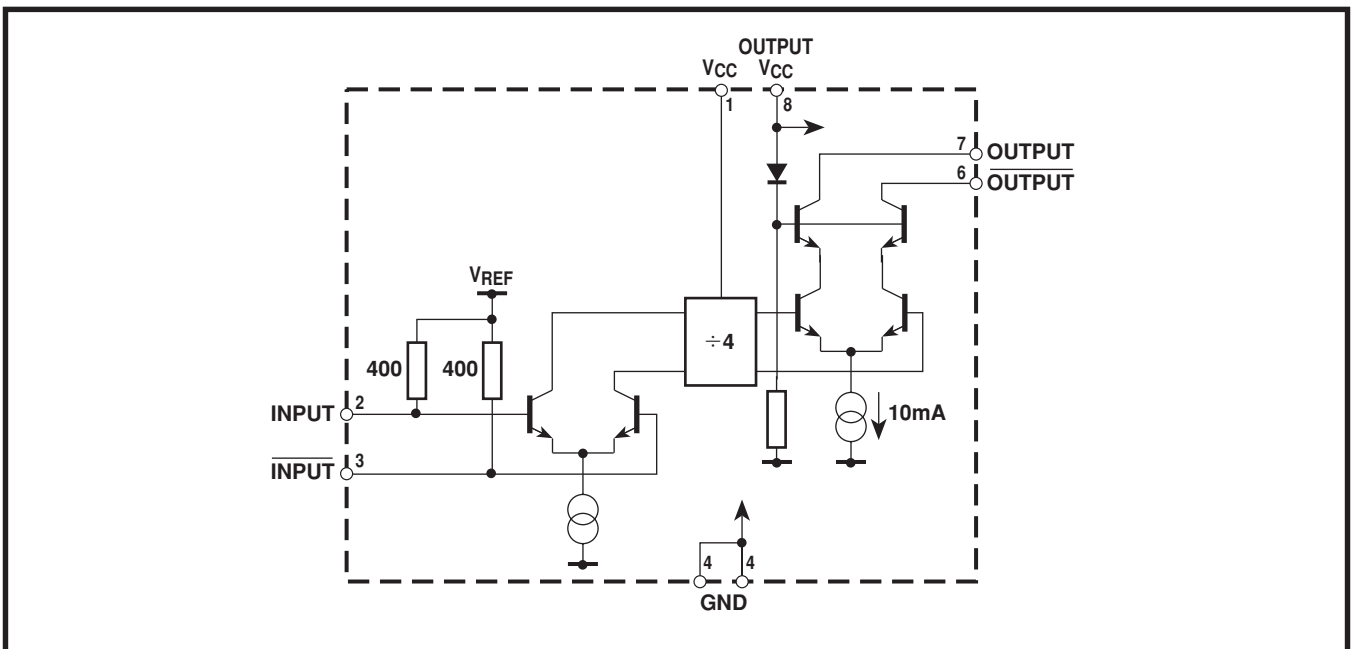 OUTPUT
VCC VCC
1 8
7 OUTPUT
6 OUTPUT
VREF
÷4
400 400
INPUT 2
10mA
INPUT 3
4 4
GND